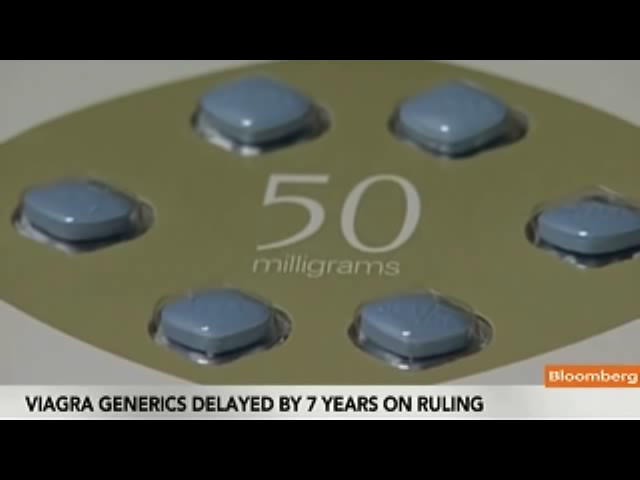 50
milligrams
Bloomberg
VIAGRA GENERICS DELAYED BY 7 YEARS ON RULING